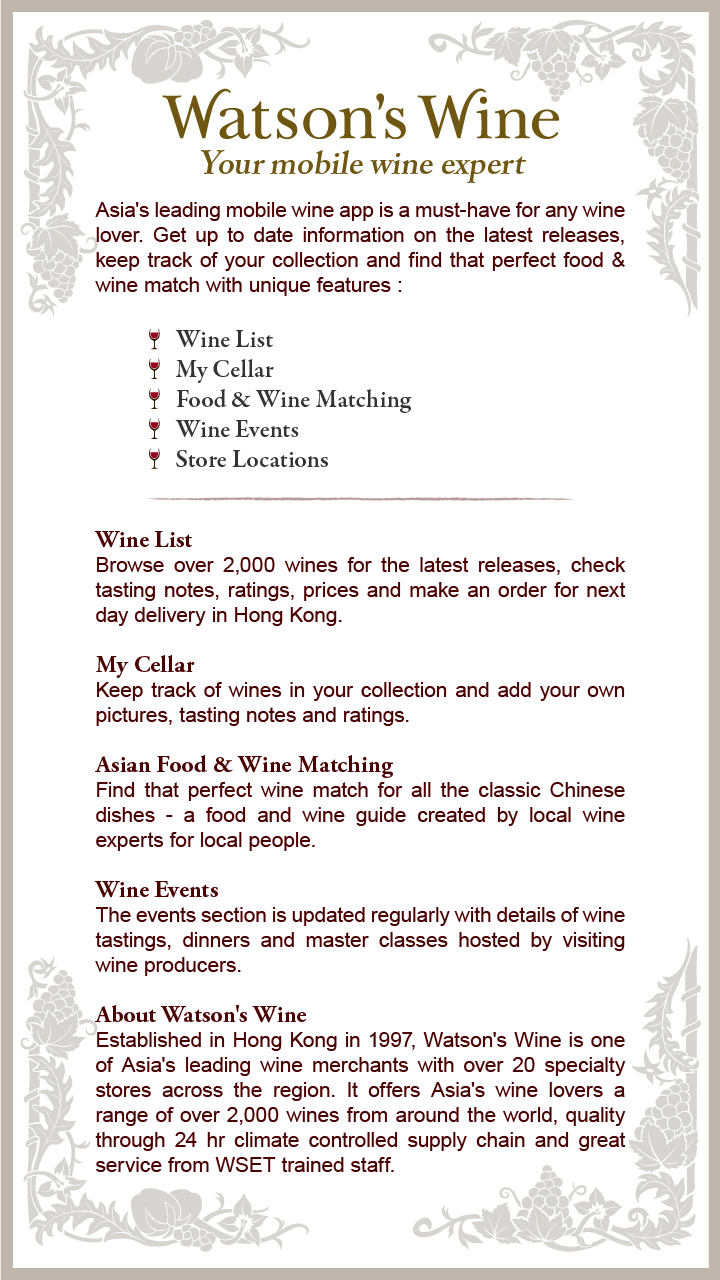 Watson's Wine
Your mobile wine expert
Asia's leading mobile wine app is a must-have for any wine
lover. Get up to date information on the latest releases,
keep track of your collection and find that perfect food &
wine match with unique features :
Wine List
My Cellar
Food & Wine Matching
Wine Events
Store Locations
Wine List
Browse over 2,000 wines for the latest releases, check
tasting notes, ratings, prices and make an order for next
day delivery in Hong Kong.
My Cellar
Keep track of wines in your collection and add your own
pictures, tasting notes and ratings.
Asian Food & Wine Matching
Find that perfect wine match for all the classic Chinese
dishes - a food and wine guide created by local wine
experts for local people.
Wine Events
The events section is updated regularly with details of wine
tastings, dinners and master classes hosted by visiting
wine producers.
About Watson's Wine
Established in Hong Kong in 1997, Watson's Wine is one
of Asia's leading wine merchants with over 20 specialty
stores across the region. It offers Asia's wine lovers a
range of over 2,000 wines from around the world, quality
through 24 hr climate controlled supply chain and great
service from WSET trained staff.